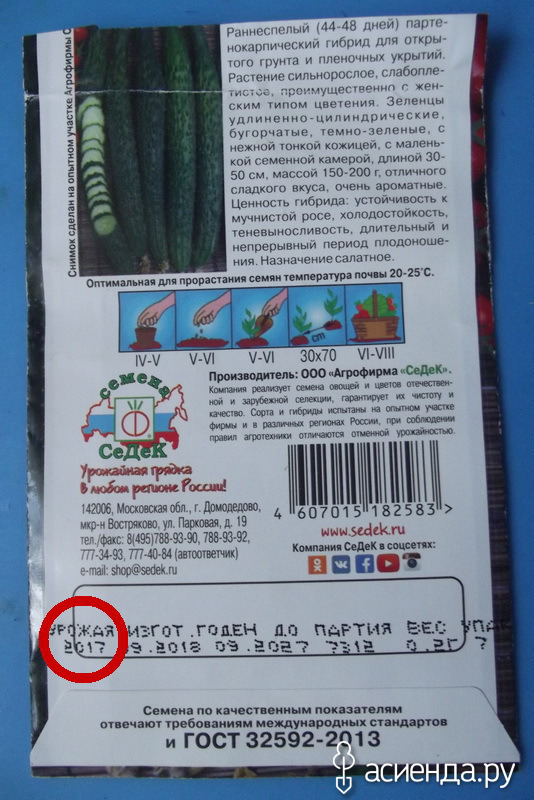 Снимок сделан на опытном участке Агрофирмы
Раннеспелый (44-48 дней) парте-
нокарпический гибрид для откры-
того грунта и пленочных укрытий.
Растение сильнорослое, слабопле-
тистое, преимущественно с жен-
ским типом цветения. Зеленцы
удлиненно-цилиндрические,
бугорчатые, темно-зеленые, с
нежной тонкой кожицей, с малень-
кой семенной камерой, длиной 30-
50 см, массой 150-200 г, отличного
сладкого вкуса, очень ароматные.
Ценность гибрида: устойчивость к
мучнистой росе, холодостойкость,
теневыносливость, длительный и
непрерывный период плодоноше-
ния. Назначение салатное.
Оптимальная для прорастания семян температура почвы 20-25°С.
cm
IV-V V-VI V-VI 30x70 VI-VIII
семена
СеДеК
Урожайная грядка
в любом регионе России!
Производитель: ООО "Агрофирма "СеДеК".
Компания реализует семена овощей и цветов отечествен-
ной и зарубежной селекции, гарантирует их чистоту и
качество. Сорта и гибриды испытаны на опытном участке
фирмы и в различных регионах России, при соблюдении
правил агротехники отличаются отменной урожайностью.
142006, Московская обл., г. Домодедово,
мкр-н Востряково, ул. Парковая, д. 19
тел./факс: 8(495)788-93-90, 788-93-92,
777-34-93, 777-40-84 (автоответчик)
e-mail: shop@sedek.ru
4 607015 182583 >
www.sedek.ru
Компания СеДеК в соцсетях:
УРОЖАЙ ИЗГОТ. ГОДЕН ДО ПАРТИЯ ВЕС УПАК
2017 09.2018 09.2027 7312 0.2Г 7
Семена по качественным показателям
отвечают требованиям международных стандартов
и ГОСТ 32592-2013
асиенда.ру